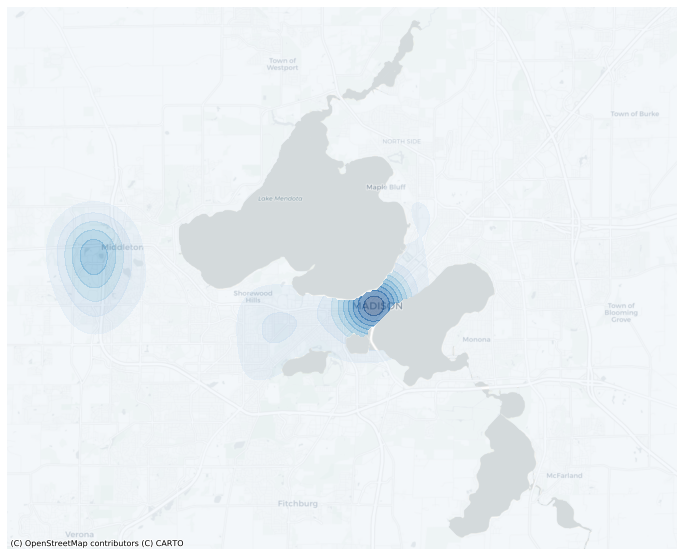 Town of
Westport
Town of Burke
NORTH SIDE
Maple Bluff
Lake Mendota
Middleton
Shorewood
Hills
MADISON
Town of
Blooming
Grove
Monona
McFarland
Fitchburg
Verona
(C) OpenStreetMap contributors (C) CARTO